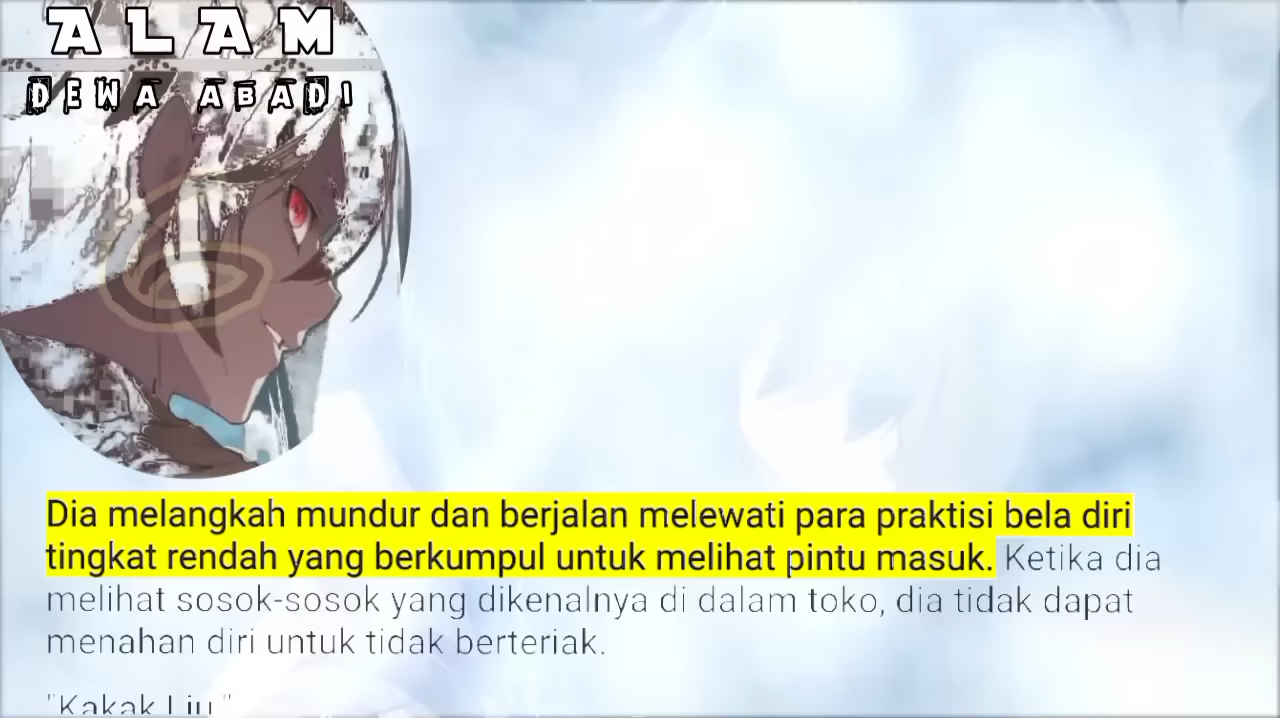 ALAM
DEWA ABADI
Dia melangkah mundur dan berjalan melewati para praktisi bela diri
tingkat rendah yang berkumpul untuk melihat pintu masuk. Ketika dia
melihat sosok-sosok yang dikenalnya di dalam toko, dia tidak dapat
menahan diri untuk tidak berteriak.
"Kakak Liu"